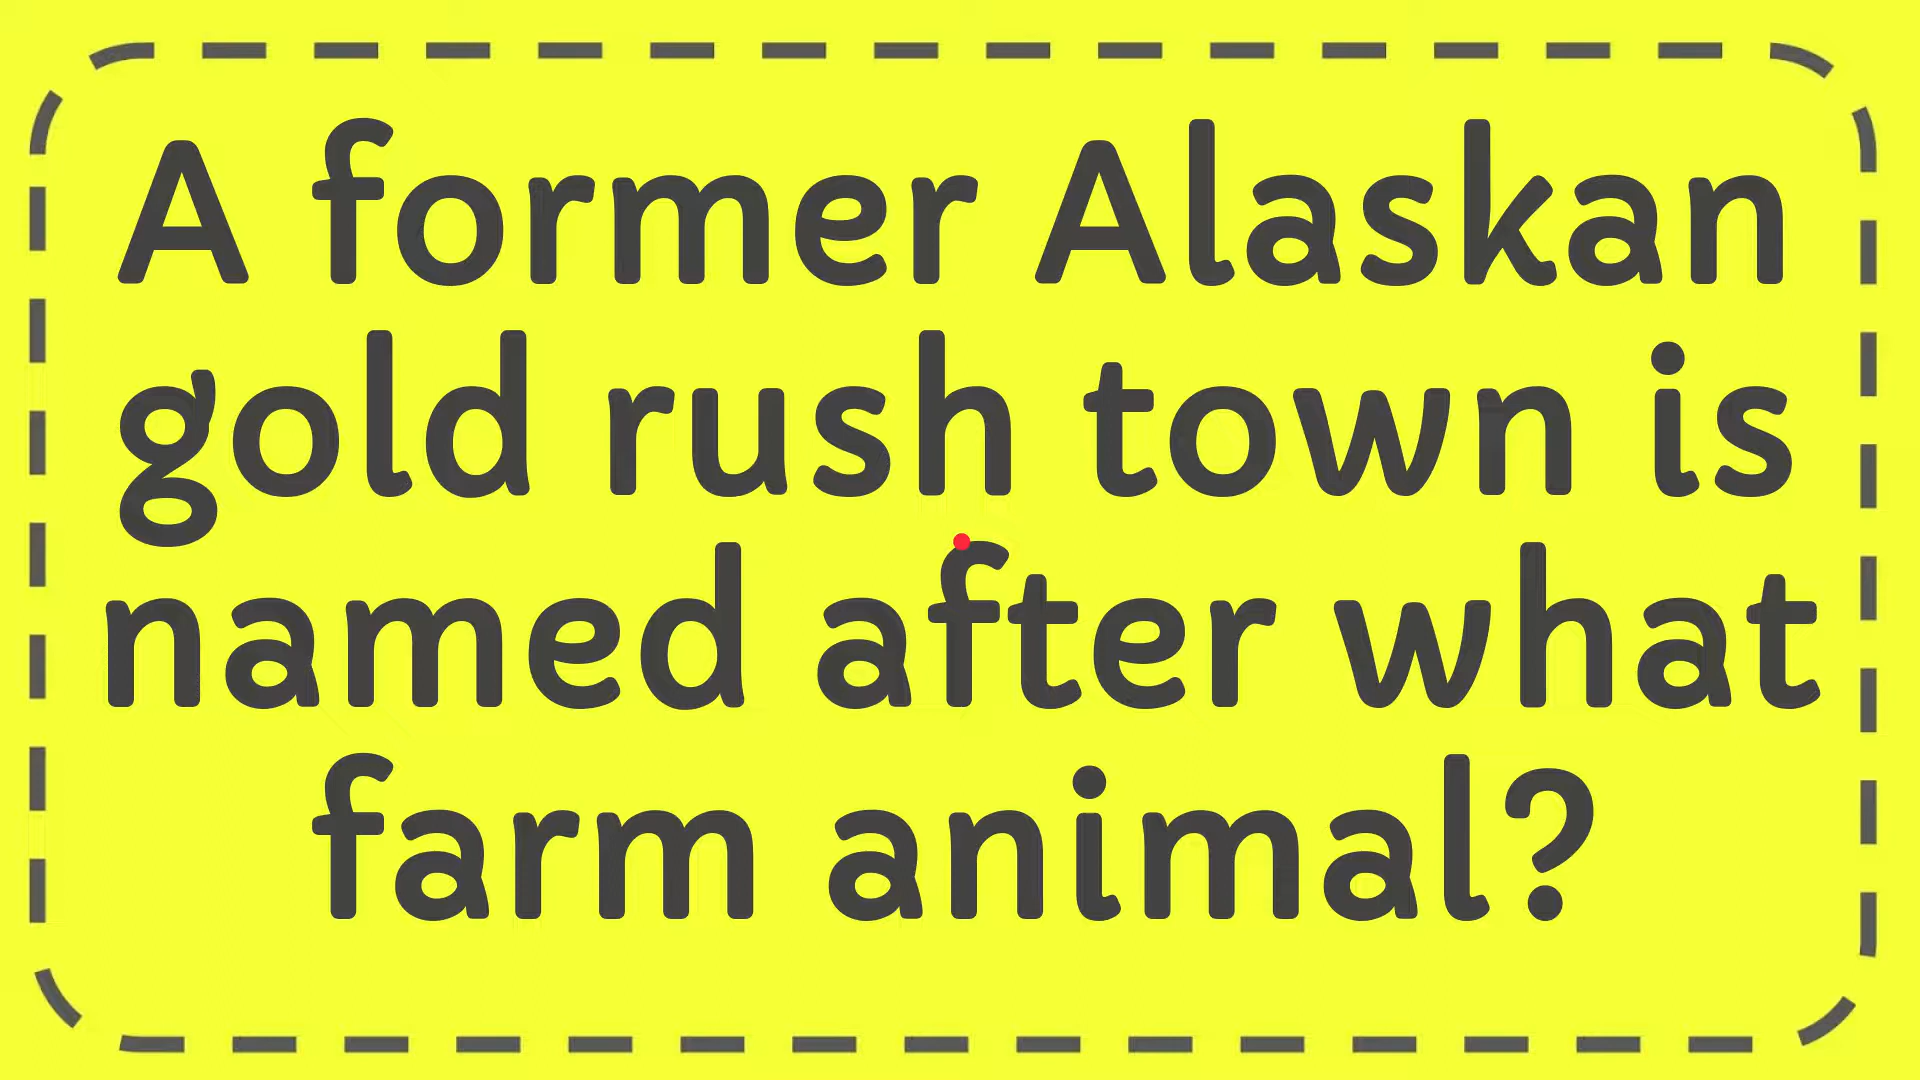 A former Alaskan
gold rush town is
named after what
farm animal?